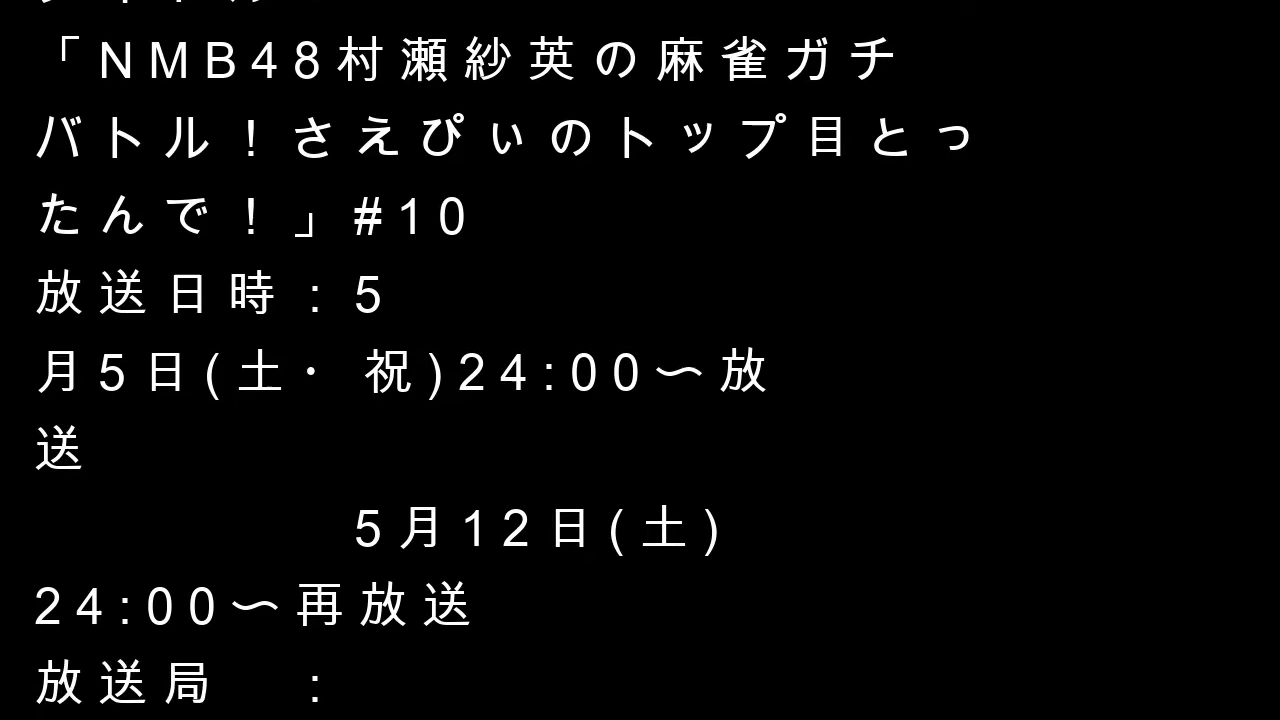 「NMB48村瀬紗英の麻雀ガチ
バトル！さえぴぃのトップ目とっ
たんで！」#10
放送日時：5
月5日(土・祝)24:00〜放
送
5月12日(土)
24:00〜再放送
放送局　：